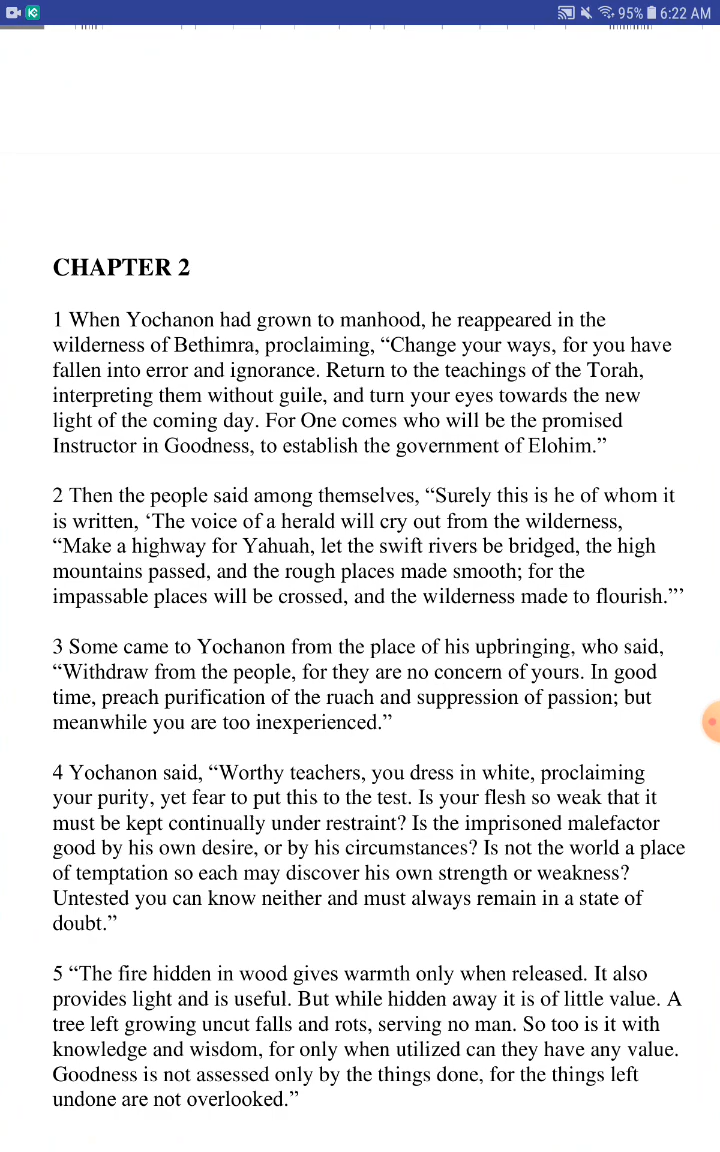 95% 6:22 AM
CHAPTER 2
1 When Yochanon had grown to manhood, he reappeared in the
wilderness of Bethimra, proclaiming, “Change your ways, for you have
fallen into error and ignorance. Return to the teachings of the Torah,
interpreting them without guile, and turn your eyes towards the new
light of the coming day. For One comes who will be the promised
Instructor in Goodness, to establish the government of Elohim.”
2 Then the people said among themselves, “Surely this is he of whom it
is written, ‘The voice of a herald will cry out from the wilderness,
“Make a highway for Yahuah, let the swift rivers be bridged, the high
mountains passed, and the rough places made smooth; for the
impassable places will be crossed, and the wilderness made to flourish.”’
3 Some came to Yochanon from the place of his upbringing, who said,
“Withdraw from the people, for they are no concern of yours. In good
time, preach purification of the ruach and suppression of passion; but
meanwhile you are too inexperienced.”
4 Yochanon said, “Worthy teachers, you dress in white, proclaiming
your purity, yet fear to put this to the test. Is your flesh so weak that it
must be kept continually under restraint? Is the imprisoned malefactor
good by his own desire, or by his circumstances? Is not the world a place
of temptation so each may discover his own strength or weakness?
Untested you can know neither and must always remain in a state of
doubt.”
5 “The fire hidden in wood gives warmth only when released. It also
provides light and is useful. But while hidden away it is of little value. A
tree left growing uncut falls and rots, serving no man. So too is it with
knowledge and wisdom, for only when utilized can they have any value.
Goodness is not assessed only by the things done, for the things left
undone are not overlooked.”